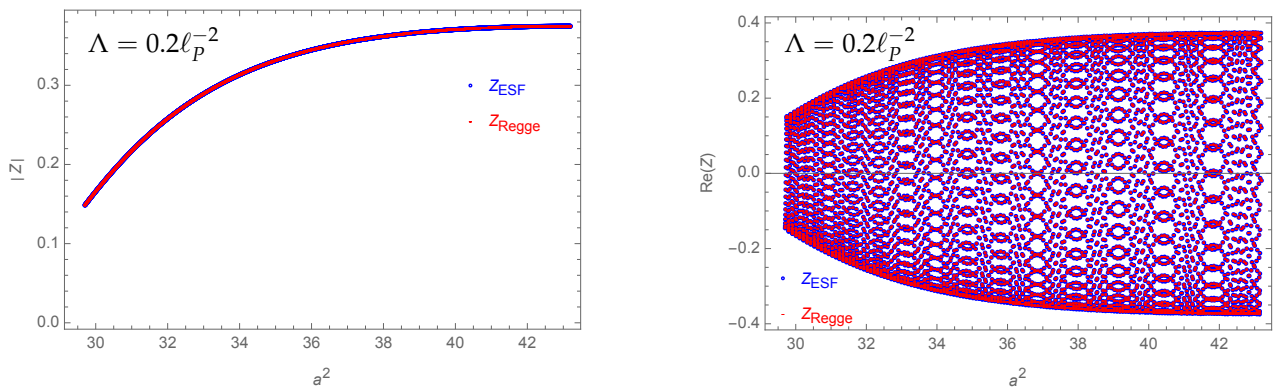 Λ = 0.2ℓ_P^{-2}
Z_ESF
Z_Regge
|Z|
0.3
0.2
0.1
0.0
30 32 34 36 38 40 42
a²
Λ = 0.2ℓ_P^{-2}
Z_ESF
Z_Regge
Re(Z)
0.4
0.2
0.0
−0.2
−0.4
30 32 34 36 38 40 42
a²